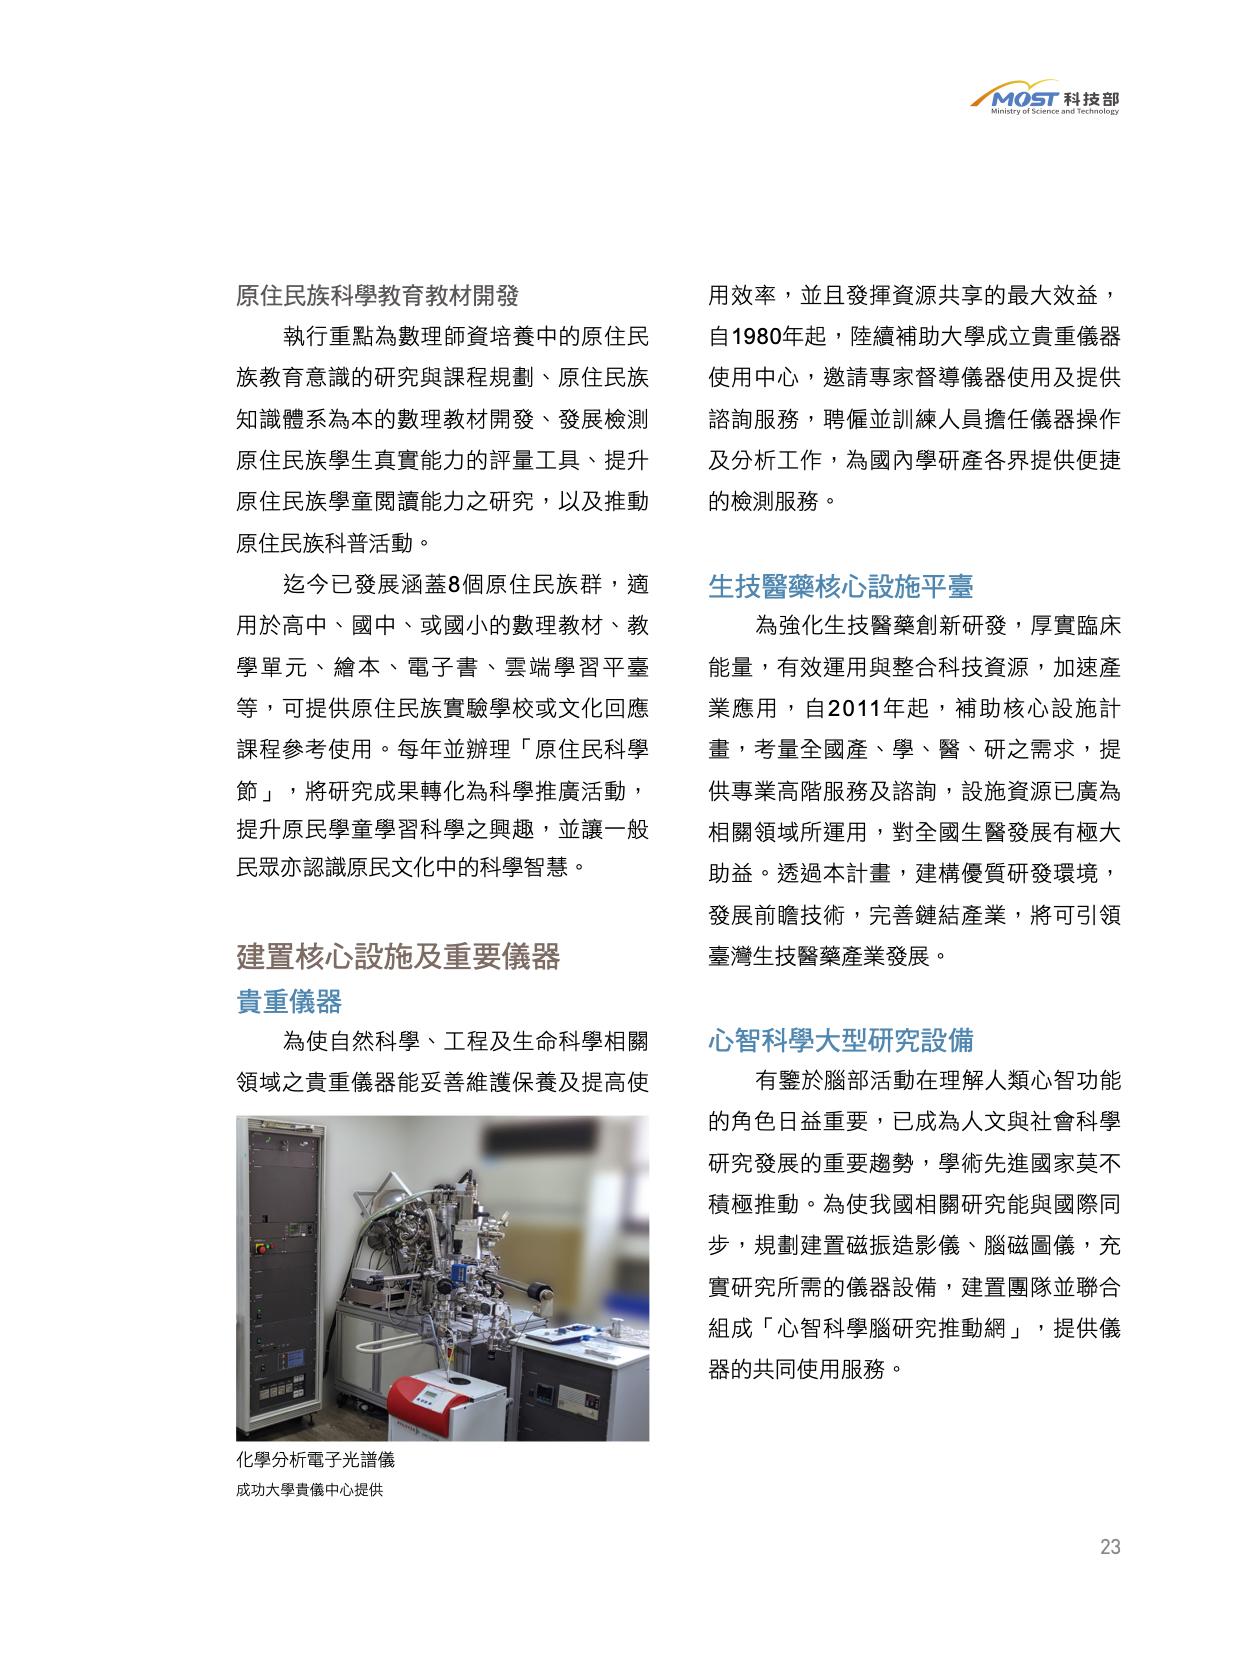 MOST 科技部
Ministry of Science and Technology
原住民族科學教育教材開發
執行重點為數理師資培養中的原住民
族教育意識的研究與課程規劃、原住民族
知識體系為本的數理教材開發、發展檢測
原住民族學生真實能力的評量工具、提升
原住民族學童閱讀能力之研究，以及推動
原住民族科普活動。
迄今已發展涵蓋8個原住民族群，適
用於高中、國中、或國小的數理教材、教
學單元、繪本、電子書、雲端學習平臺
等，可提供原住民族實驗學校或文化回應
課程參考使用。每年並辦理「原住民科學
節」，將研究成果轉化為科學推廣活動，
提升原民學童學習科學之興趣，並讓一般
民眾亦認識原民文化中的科學智慧。
建置核心設施及重要儀器
貴重儀器
為使自然科學、工程及生命科學相關
領域之貴重儀器能妥善維護保養及提高使
化學分析電子光譜儀
成功大學貴儀中心提供
用效率，並且發揮資源共享的最大效益，
自1980年起，陸續補助大學成立貴重儀器
使用中心，邀請專家督導儀器使用及提供
諮詢服務，聘僱並訓練人員擔任儀器操作
及分析工作，為國內學研產各界提供便捷
的檢測服務。
生技醫藥核心設施平臺
為強化生技醫藥創新研發，厚實臨床
能量，有效運用與整合科技資源，加速產
業應用，自2011年起，補助核心設施計
畫，考量全國產、學、醫、研之需求，提
供專業高階服務及諮詢，設施資源已廣為
相關領域所運用，對全國生醫發展有極大
助益。透過本計畫，建構優質研發環境，
發展前瞻技術，完善鏈結產業，將可引領
臺灣生技醫藥產業發展。
心智科學大型研究設備
有鑒於腦部活動在理解人類心智功能
的角色日益重要，已成為人文與社會科學
研究發展的重要趨勢，學術先進國家莫不
積極推動。為使我國相關研究能與國際同
步，規劃建置磁振造影儀、腦磁圖儀，充
實研究所需的儀器設備，建置團隊並聯合
組成「心智科學腦研究推動網」，提供儀
器的共同使用服務。
23